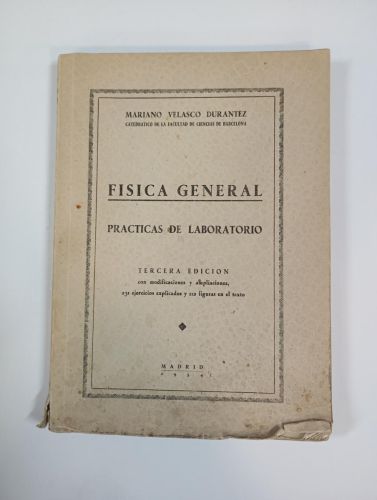 MARIANO VELASCO DURANTEZ
CATEDRATICO DE LA FACULTAD DE CIENCIAS DE BARCELONA
FISICA GENERAL
PRACTICAS DE LABORATORIO
TERCERA EDICION
con modificaciones y ampliaciones,
ejercicios explicados y figuras en el texto
MADRID